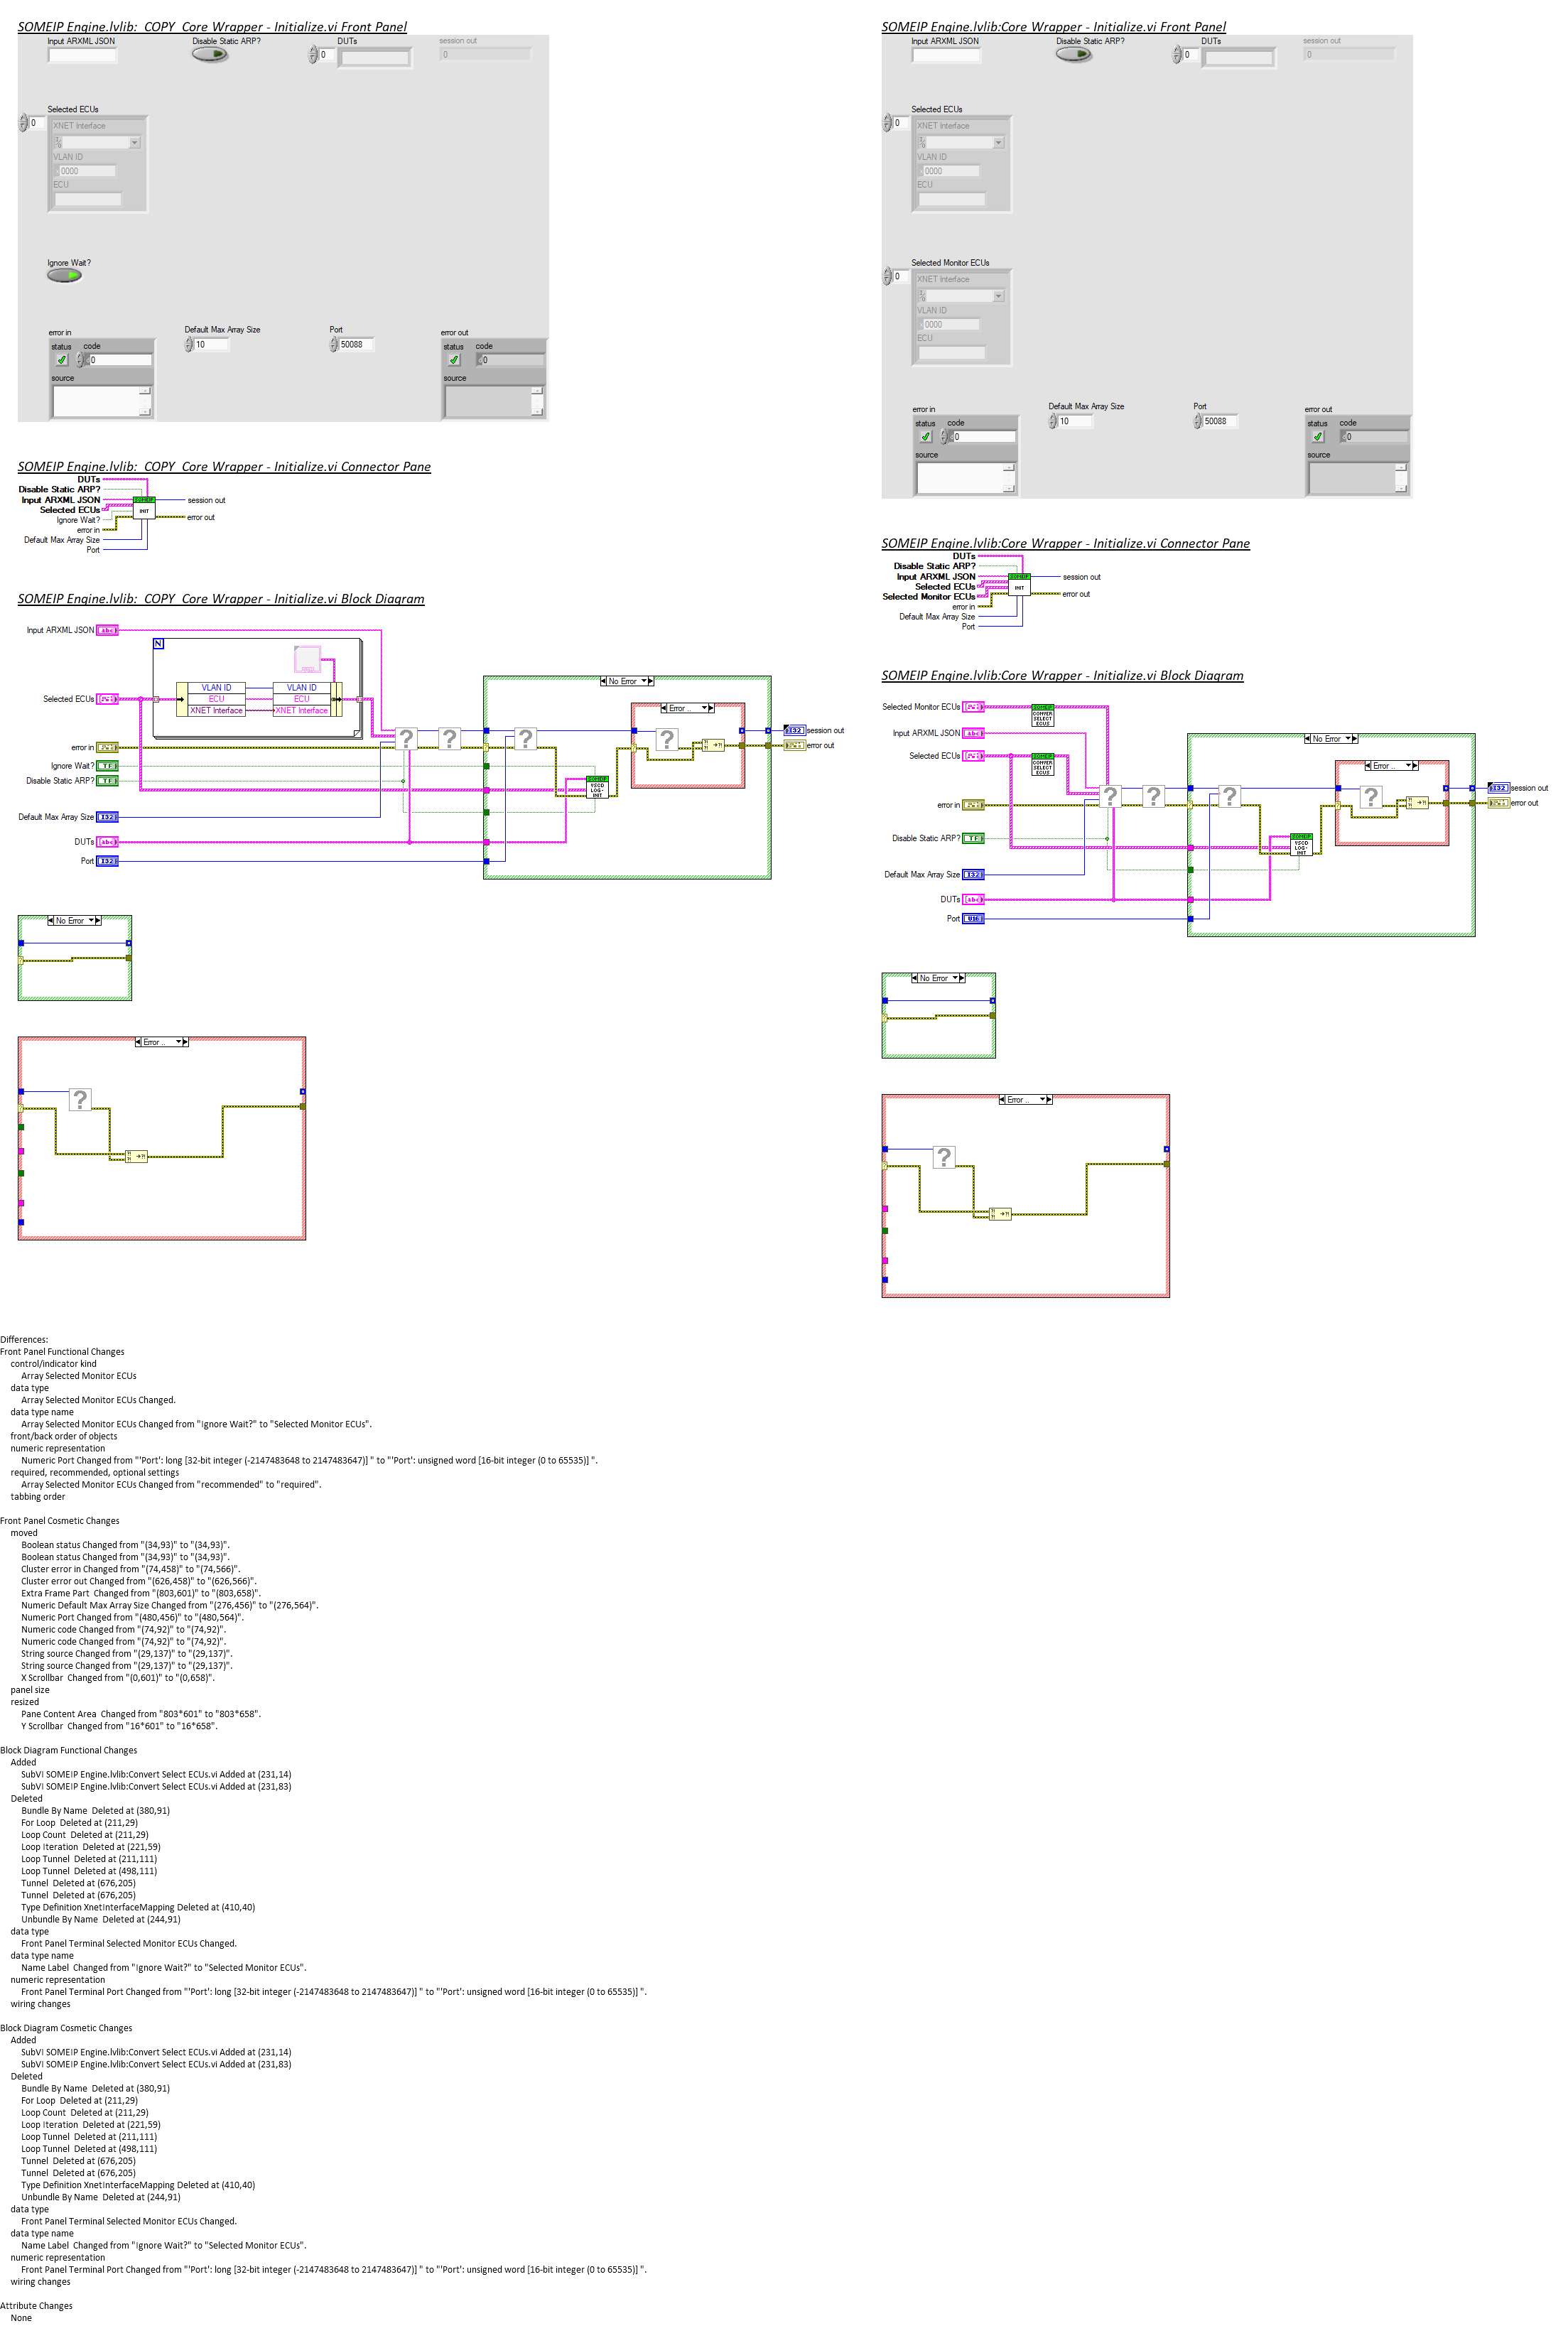 SOMEIP Engine.lvlib:  COPY  Core Wrapper - Initialize.vi Front Panel
Input ARXML JSON
Disable Static ARP?
DUTs
session out
0
0
Selected ECUs
0
XNET Interface
VLAN ID
0000
ECU
Ignore Wait?
error in
status
code
0
source
Default Max Array Size
10
Port
50088
error out
status
code
0
source
SOMEIP Engine.lvlib:  COPY  Core Wrapper - Initialize.vi Connector Pane
DUTs
Disable Static ARP?
Input ARXML JSON
Selected ECUs
Ignore Wait?
error in
Default Max Array Size
Port
SOMEIP
INIT
session out
error out
SOMEIP Engine.lvlib:  COPY  Core Wrapper - Initialize.vi Block Diagram
Input ARXML JSON
abc
N
Selected ECUs
VLAN ID
ECU
XNET Interface
VLAN ID
ECU
XNET Interface
error in
Ignore Wait?
TF
Disable Static ARP?
TF
Default Max Array Size
I32
DUTs
abc
Port
I32
?
?
No Error
?
SOMEIP
VSCD
LOG-
INIT
Error ..
?
I32
session out
error out
No Error
Error ..
?
SOMEIP Engine.lvlib:Core Wrapper - Initialize.vi Front Panel
Input ARXML JSON
Disable Static ARP?
DUTs
session out
0
0
Selected ECUs
0
XNET Interface
VLAN ID
0000
ECU
Selected Monitor ECUs
0
XNET Interface
VLAN ID
0000
ECU
error in
status
code
0
source
Default Max Array Size
10
Port
50088
error out
status
code
0
source
SOMEIP Engine.lvlib:Core Wrapper - Initialize.vi Connector Pane
DUTs
Disable Static ARP?
Input ARXML JSON
Selected ECUs
Selected Monitor ECUs
error in
Default Max Array Size
Port
SOMEIP
INIT
session out
error out
SOMEIP Engine.lvlib:Core Wrapper - Initialize.vi Block Diagram
Selected Monitor ECUs
SOMEIP
CONVER
SELECT
ECUS
Input ARXML JSON
abc
Selected ECUs
SOMEIP
CONVER
SELECT
ECUS
error in
Disable Static ARP?
TF
Default Max Array Size
I32
DUTs
abc
Port
U16
?
?
No Error
?
SOMEIP
VSCD
LOG-
INIT
Error ..
?
I32
session out
error out
No Error
Error ..
?
Differences:
Front Panel Functional Changes
control/indicator kind
Array Selected Monitor ECUs
data type
Array Selected Monitor ECUs Changed.
data type name
Array Selected Monitor ECUs Changed from "Ignore Wait?" to "Selected Monitor ECUs".
front/back order of objects
numeric representation
Numeric Port Changed from "'Port': long [32-bit integer (-2147483648 to 2147483647)] " to "'Port': unsigned word [16-bit integer (0 to 65535)] ".
required, recommended, optional settings
Array Selected Monitor ECUs Changed from "recommended" to "required".
tabbing order
Front Panel Cosmetic Changes
moved
Boolean status Changed from "(34,93)" to "(34,93)".
Boolean status Changed from "(34,93)" to "(34,93)".
Cluster error in Changed from "(74,458)" to "(74,566)".
Cluster error out Changed from "(626,458)" to "(626,566)".
Extra Frame Part  Changed from "(803,601)" to "(803,658)".
Numeric Default Max Array Size Changed from "(276,456)" to "(276,564)".
Numeric Port Changed from "(480,456)" to "(480,564)".
Numeric code Changed from "(74,92)" to "(74,92)".
Numeric code Changed from "(74,92)" to "(74,92)".
String source Changed from "(29,137)" to "(29,137)".
String source Changed from "(29,137)" to "(29,137)".
X Scrollbar  Changed from "(0,601)" to "(0,658)".
panel size
resized
Pane Content Area  Changed from "803*601" to "803*658".
Y Scrollbar  Changed from "16*601" to "16*658".
Block Diagram Functional Changes
Added
SubVI SOMEIP Engine.lvlib:Convert Select ECUs.vi Added at (231,14)
SubVI SOMEIP Engine.lvlib:Convert Select ECUs.vi Added at (231,83)
Deleted
Bundle By Name  Deleted at (380,91)
For Loop  Deleted at (211,29)
Loop Count  Deleted at (211,29)
Loop Iteration  Deleted at (221,59)
Loop Tunnel  Deleted at (211,111)
Loop Tunnel  Deleted at (498,111)
Tunnel  Deleted at (676,205)
Tunnel  Deleted at (676,205)
Type Definition XnetInterfaceMapping Deleted at (410,40)
Unbundle By Name  Deleted at (244,91)
data type
Front Panel Terminal Selected Monitor ECUs Changed.
data type name
Name Label  Changed from "Ignore Wait?" to "Selected Monitor ECUs".
numeric representation
Front Panel Terminal Port Changed from "'Port': long [32-bit integer (-2147483648 to 2147483647)] " to "'Port': unsigned word [16-bit integer (0 to 65535)] ".
wiring changes
Block Diagram Cosmetic Changes
Added
SubVI SOMEIP Engine.lvlib:Convert Select ECUs.vi Added at (231,14)
SubVI SOMEIP Engine.lvlib:Convert Select ECUs.vi Added at (231,83)
Deleted
Bundle By Name  Deleted at (380,91)
For Loop  Deleted at (211,29)
Loop Count  Deleted at (211,29)
Loop Iteration  Deleted at (221,59)
Loop Tunnel  Deleted at (211,111)
Loop Tunnel  Deleted at (498,111)
Tunnel  Deleted at (676,205)
Tunnel  Deleted at (676,205)
Type Definition XnetInterfaceMapping Deleted at (410,40)
Unbundle By Name  Deleted at (244,91)
data type
Front Panel Terminal Selected Monitor ECUs Changed.
data type name
Name Label  Changed from "Ignore Wait?" to "Selected Monitor ECUs".
numeric representation
Front Panel Terminal Port Changed from "'Port': long [32-bit integer (-2147483648 to 2147483647)] " to "'Port': unsigned word [16-bit integer (0 to 65535)] ".
wiring changes
Attribute Changes
None